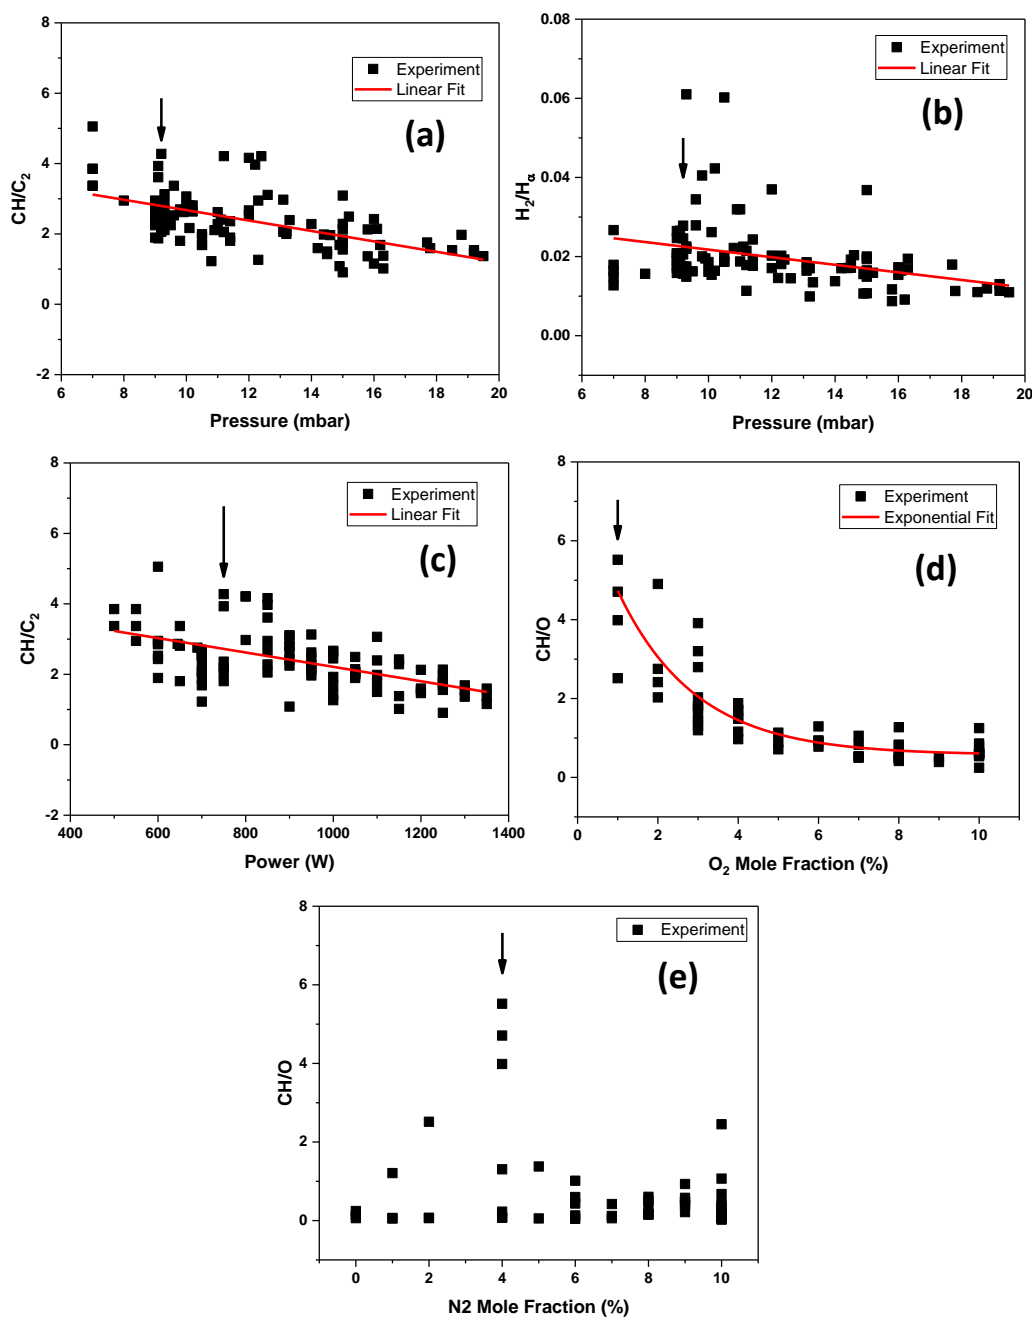 8
6
4
2
0
-2
CH/C2
Experiment
Linear Fit
(a)
6 8 10 12 14 16 18 20
Pressure (mbar)
0.08
0.06
0.04
0.02
0.00
H2/Hα
Experiment
Linear Fit
(b)
6 8 10 12 14 16 18 20
Pressure (mbar)
8
6
4
2
0
-2
CH/C2
Experiment
Linear Fit
(c)
400 600 800 1000 1200 1400
Power (W)
8
6
4
2
0
CH/O
Experiment
Exponential Fit
(d)
0 2 4 6 8 10
O2 Mole Fraction (%)
8
6
4
2
0
CH/O
Experiment
(e)
0 2 4 6 8 10
N2 Mole Fraction (%)